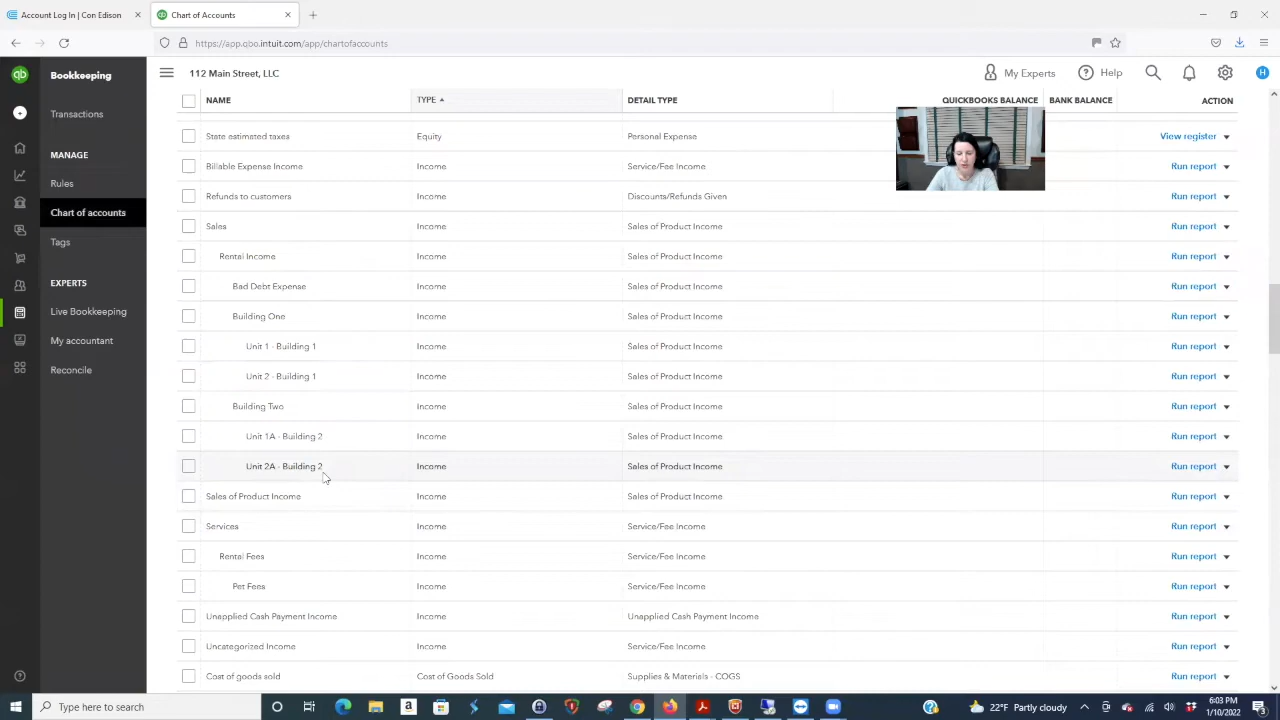 Account Log In | Con Edison
Chart of Accounts
https://app.qbo.intuit.com/app/chartofaccounts
qb
Bookkeeping
112 Main Street, LLC
My Experts
Help
H
Transactions
MANAGE
Rules
Chart of accounts
Tags
EXPERTS
Live Bookkeeping
My accountant
Reconcile
NAME TYPE DETAIL TYPE QUICKBOOKS BALANCE BANK BALANCE ACTION
State estimated taxes Equity Personal Expense View register
Billable Expense Income Income Service/Fee Income Run report
Refunds to customers Income Discounts/Refunds Given Run report
Sales Income Sales of Product Income Run report
Rental Income Income Sales of Product Income Run report
Bad Debt Expense Income Sales of Product Income Run report
Building One Income Sales of Product Income Run report
Unit 1 - Building 1 Income Sales of Product Income Run report
Unit 2 - Building 1 Income Sales of Product Income Run report
Building Two Income Sales of Product Income Run report
Unit 1A - Building 2 Income Sales of Product Income Run report
Unit 2A - Building 2 Income Sales of Product Income Run report
Sales of Product Income Income Sales of Product Income Run report
Services Income Service/Fee Income Run report
Rental Fees Income Service/Fee Income Run report
Pet Fees Income Service/Fee Income Run report
Unapplied Cash Payment Income Income Unapplied Cash Payment Income Run report
Uncategorized Income Income Service/Fee Income Run report
Cost of goods sold Cost of Goods Sold Supplies & Materials - COGS Run report
Type here to search
22°F Partly cloudy
6:03 PM
1/10/2022
3